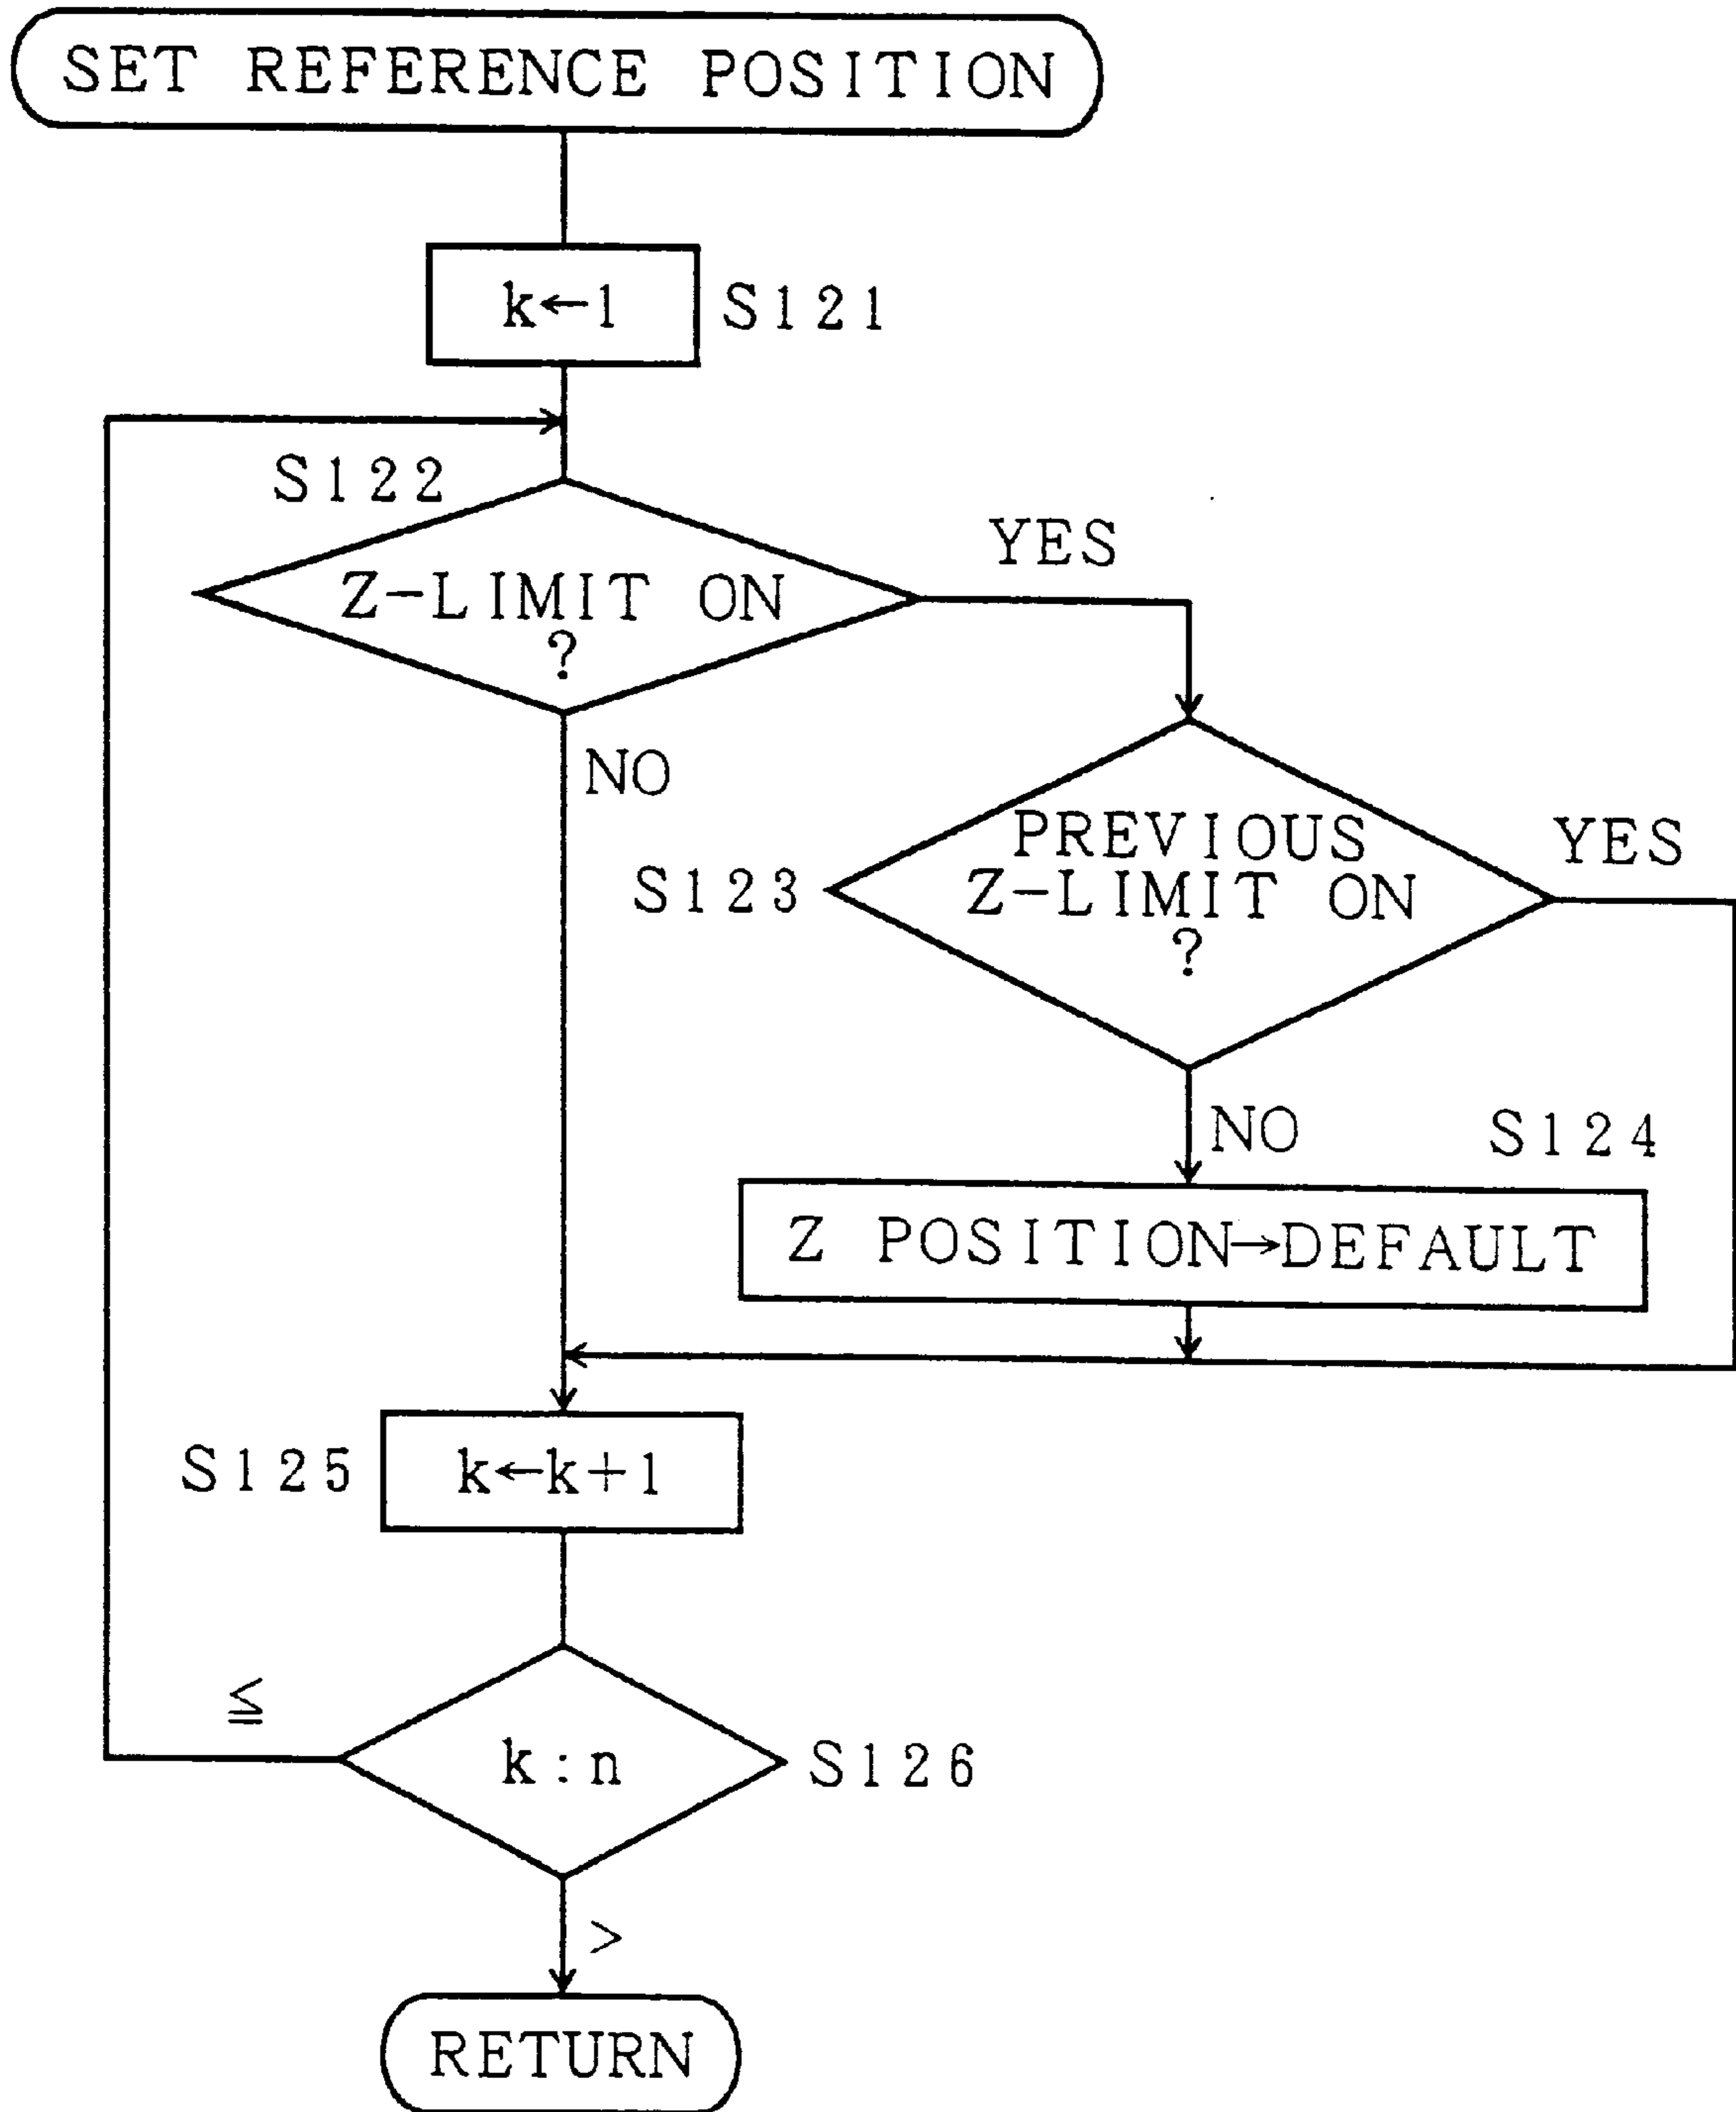 SET REFERENCE POSITION
k←1
S121
S122
YES
Z-LIMIT ON
?
NO
PREVIOUS
YES
S123
Z-LIMIT ON
?
NO
S124
Z POSITION→DEFAULT
S125
k←k+1
≦
k:n
S126
>
RETURN